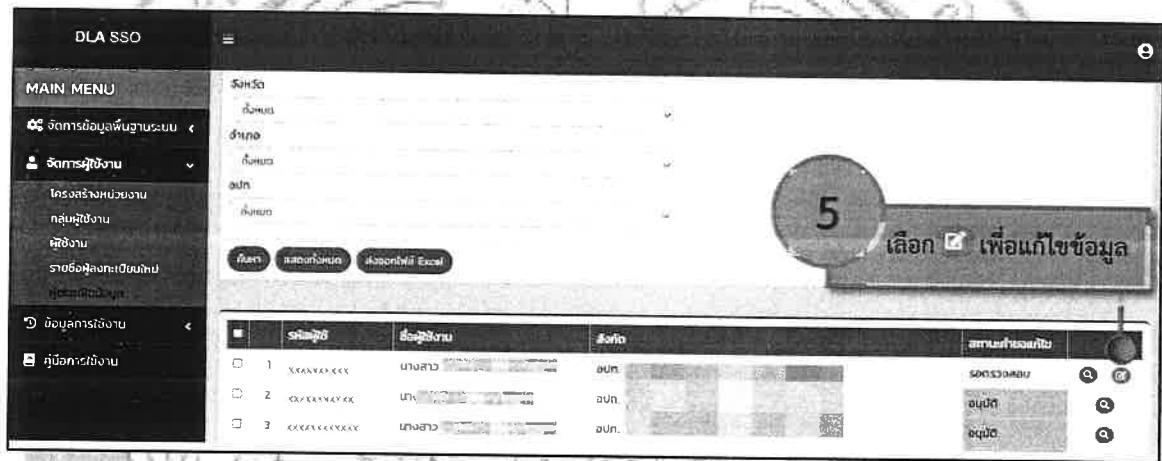 DLA SSO
MAIN MENU
จัดการข้อมูลพื้นฐานระบบ
จัดการผู้ใช้งาน
โครงสร้างหน่วยงาน
กลุ่มผู้ใช้งาน
ผู้ใช้งาน
รายชื่อผู้ลงทะเบียนใหม่
ข้อมูลการใช้งาน
คู่มือการใช้งาน
จังหวัด
ทั้งหมด
อำเภอ
ทั้งหมด
อปท.
ทั้งหมด
ค้นหา แสดงทั้งหมด ส่งออกไฟล์ Excel
5
เลือก เพื่อแก้ไขข้อมูล
รหัสผู้ใช้ ชื่อผู้ใช้งาน สังกัด สถานะคำขอแก้ไข
1 xxxxxxxxxx นางสาว อปท. รอตรวจสอบ
2 xxxxxxxxxxx นาง อปท. อนุมัติ
3 xxxxxxxxxxxx นางสาว อปท. อนุมัติ